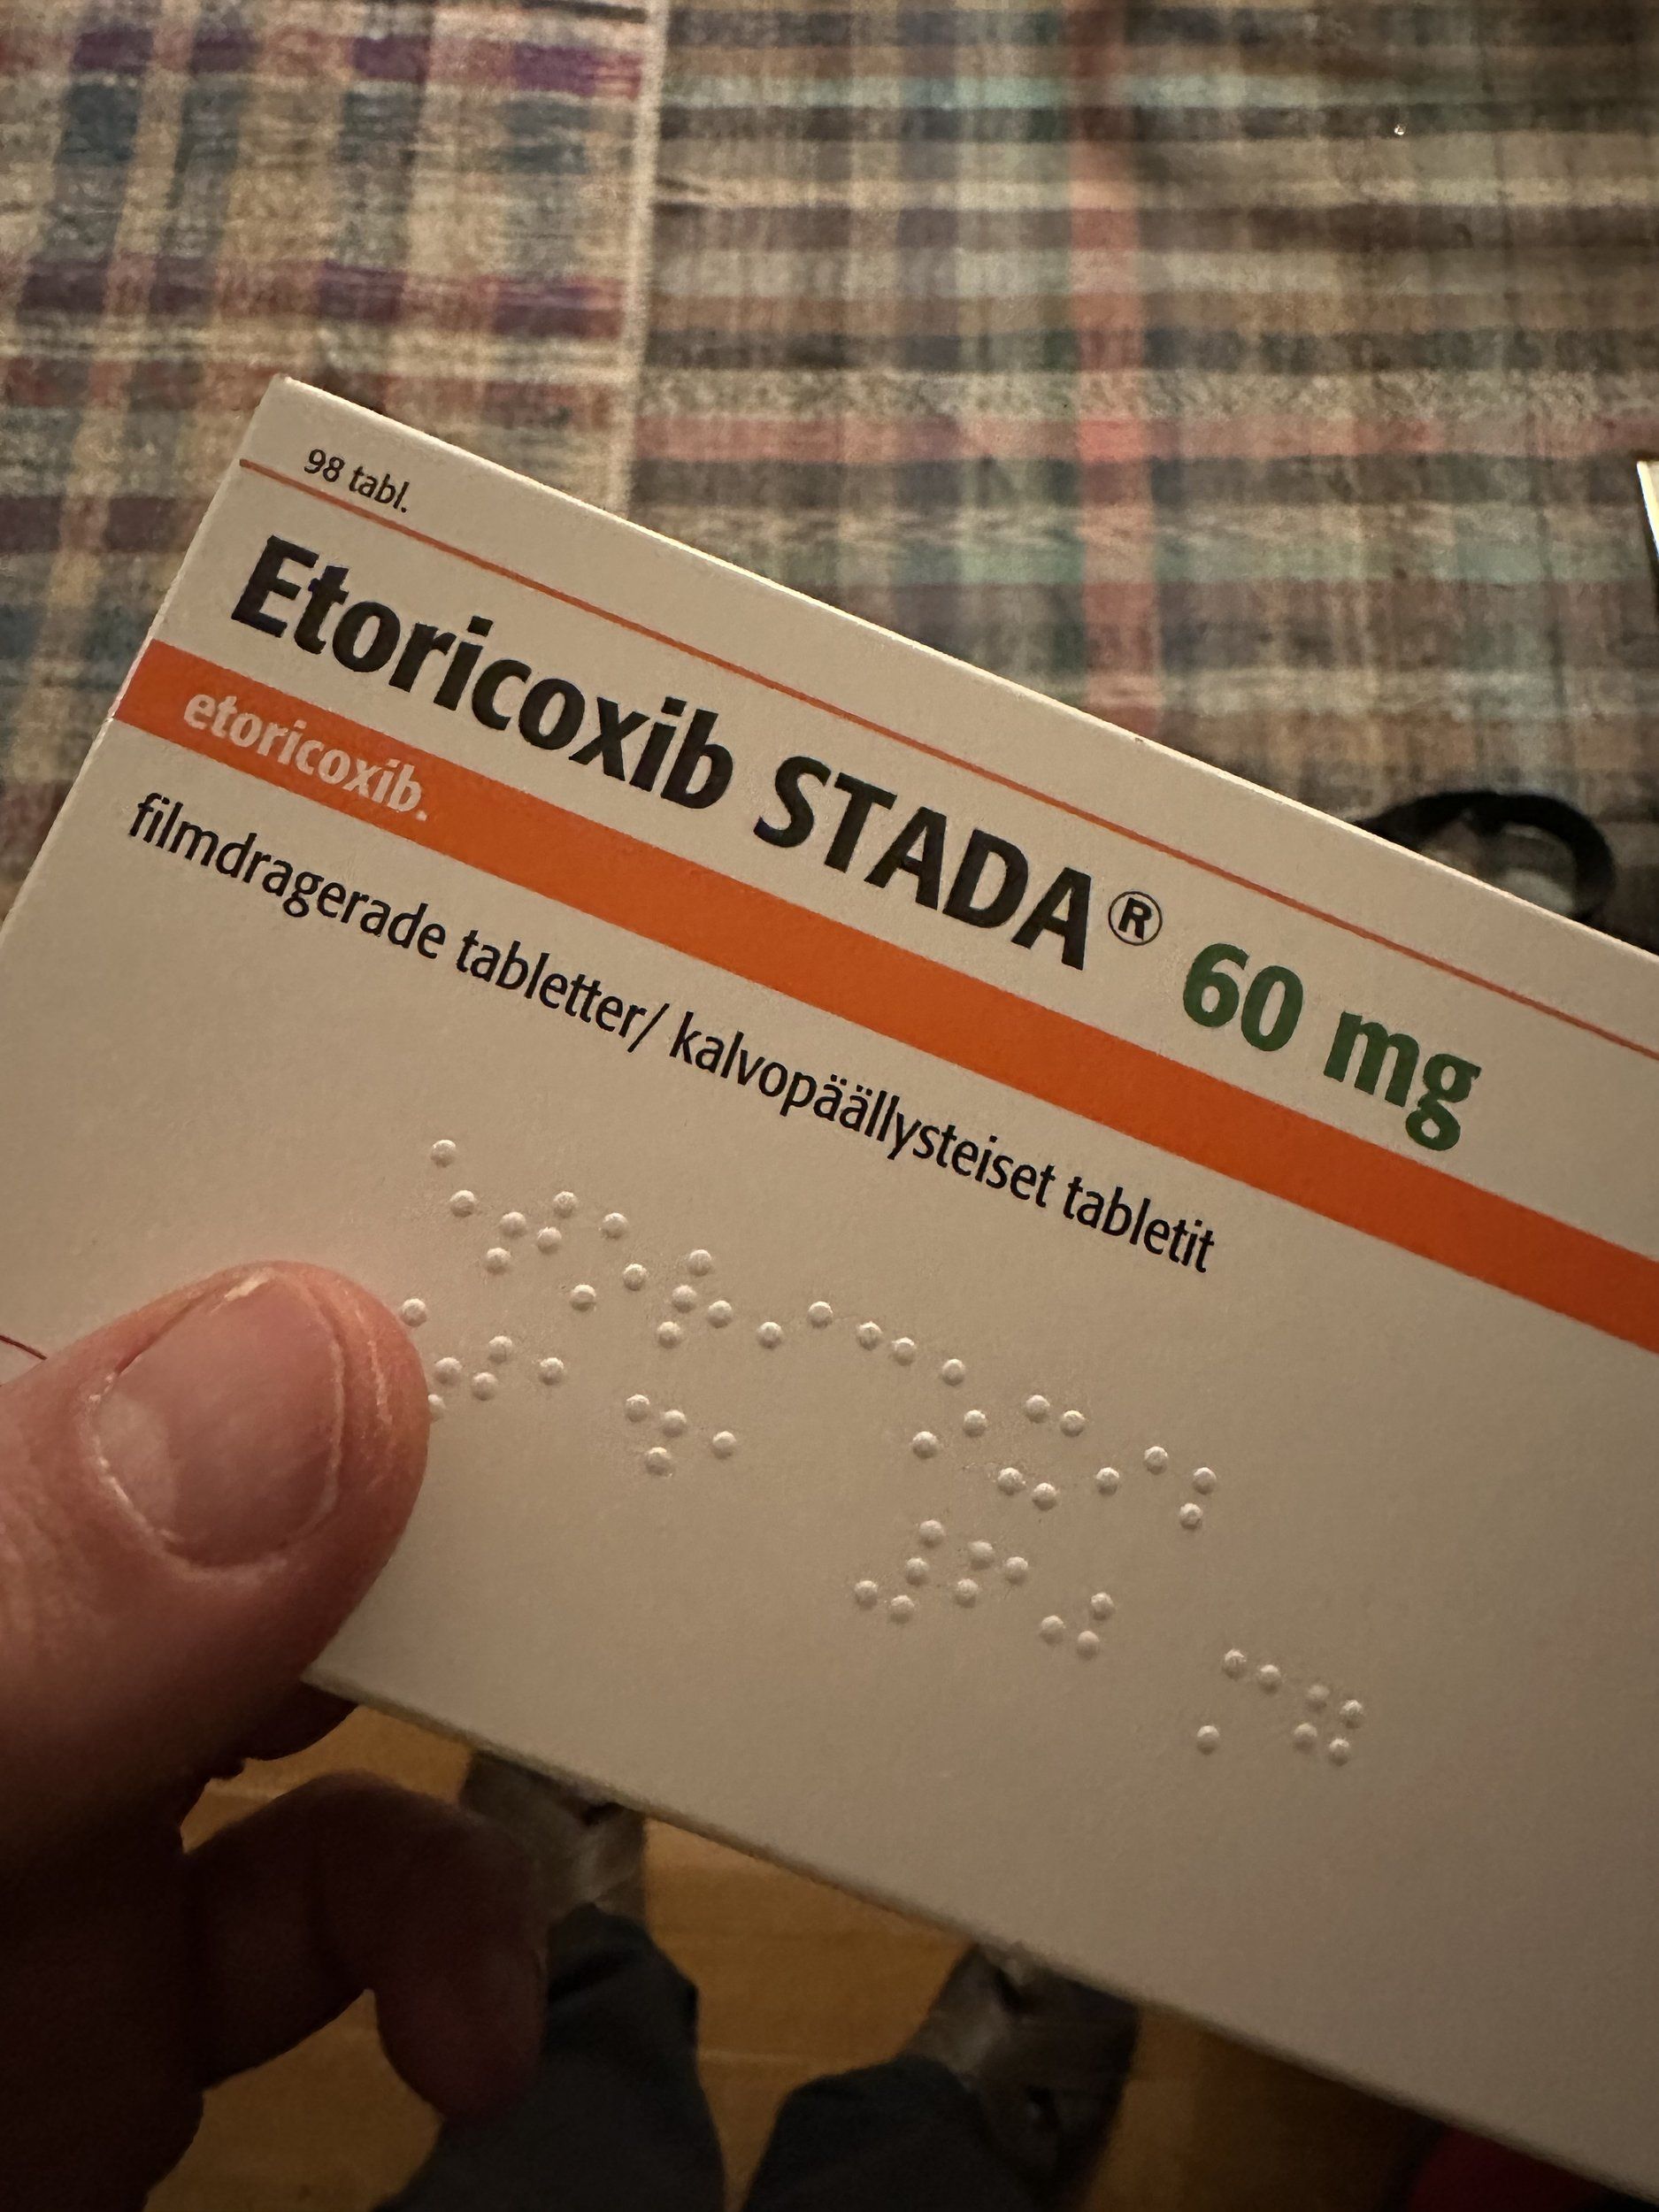 98 tabl.
Etoricoxib STADA® 60 mg
etoricoxib.
filmdragerade tabletter/ kalvopäällysteiset tabletit